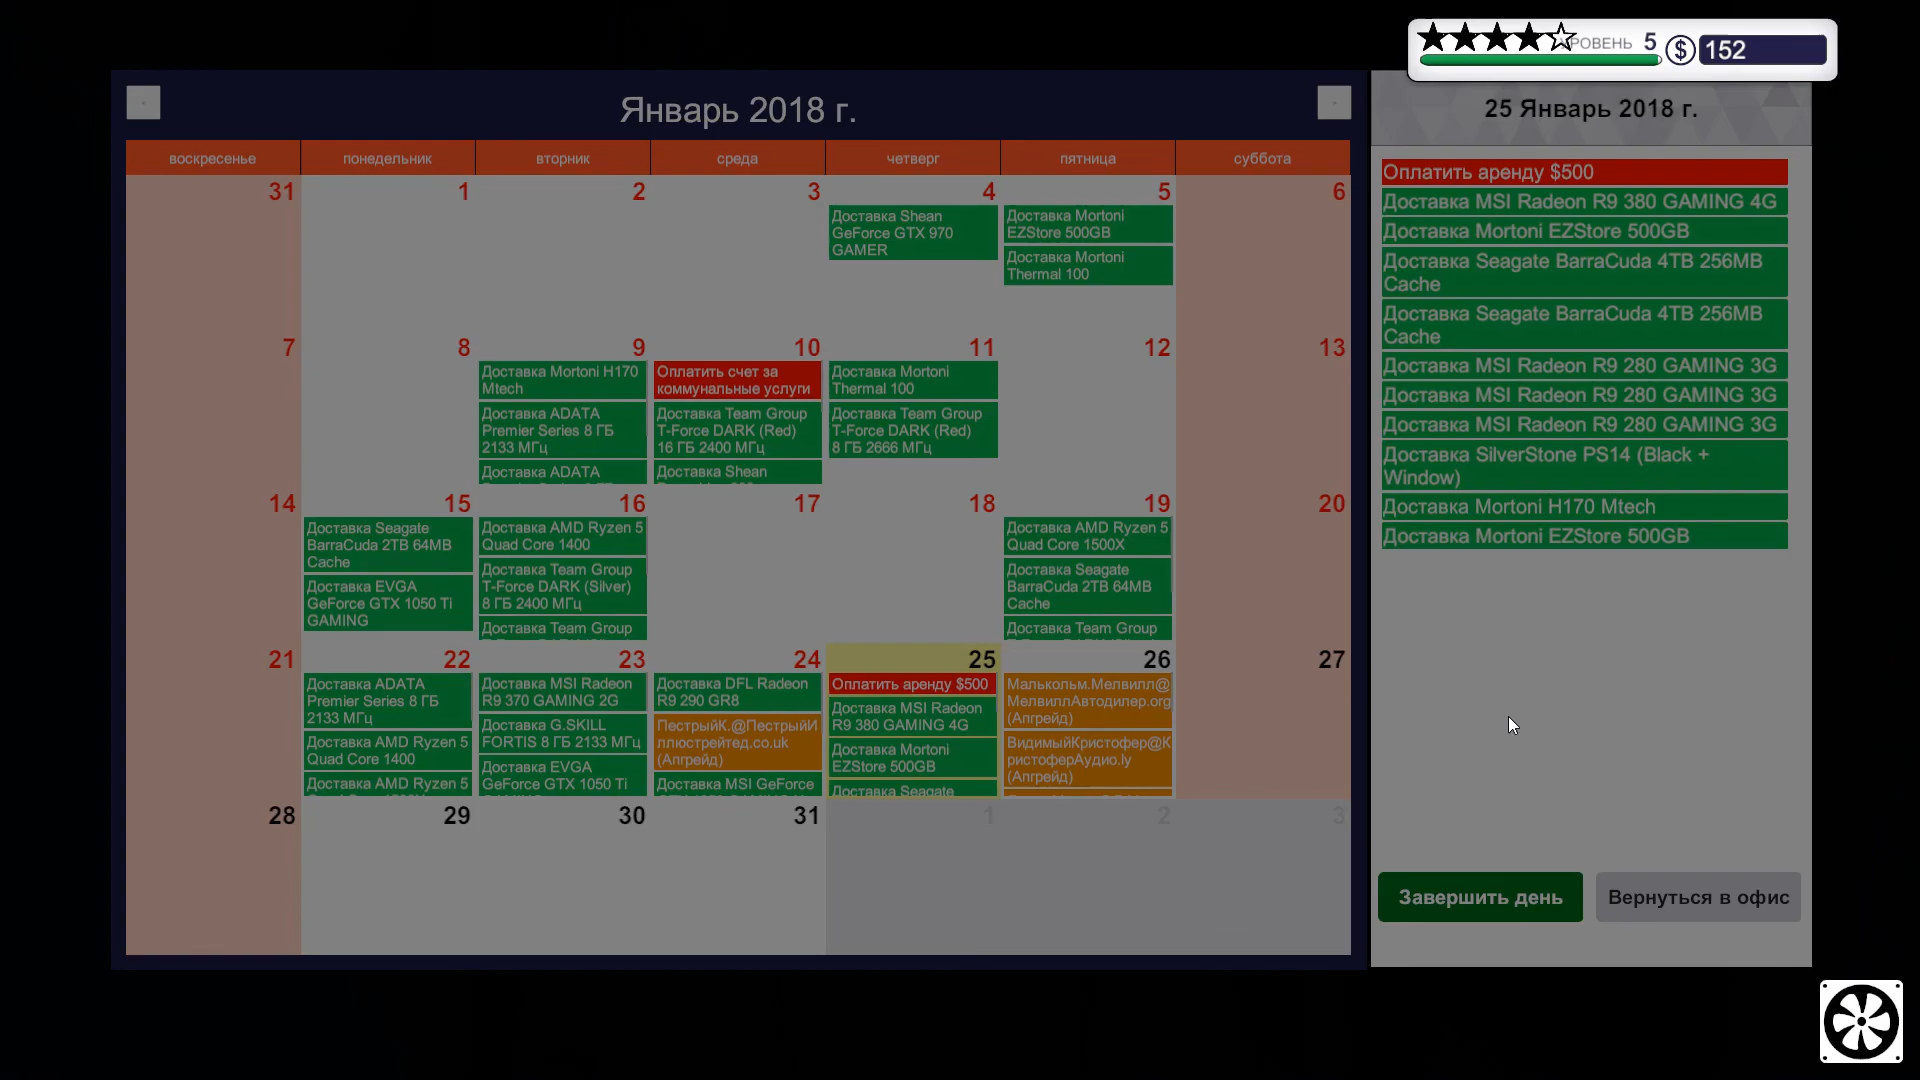 УРОВЕНЬ 5
152
Январь 2018 г.
воскресенье понедельник вторник среда четверг пятница суббота
31 1 2 3 4 5 6
Доставка Shean
GeForce GTX 970
GAMER
Доставка Mortoni
EZStore 500GB
Доставка Mortoni
Thermal 100
7 8 9 10 11 12 13
Доставка Mortoni H170
Mtech
Доставка ADATA
Premier Series 8 ГБ
2133 МГц
Доставка ADATA
Оплатить счет за
коммунальные услуги
Доставка Team Group
T-Force DARK (Red)
16 ГБ 2400 МГц
Доставка Shean
Доставка Mortoni
Thermal 100
Доставка Team Group
T-Force DARK (Red)
8 ГБ 2666 МГц
14 15 16 17 18 19 20
Доставка Seagate
BarraCuda 2TB 64MB
Cache
Доставка EVGA
GeForce GTX 1050 Ti
GAMING
Доставка AMD Ryzen 5
Quad Core 1400
Доставка Team Group
T-Force DARK (Silver)
8 ГБ 2400 МГц
Доставка Team Group
Доставка AMD Ryzen 5
Quad Core 1500X
Доставка Seagate
BarraCuda 2TB 64MB
Cache
Доставка Team Group
21 22 23 24 25 26 27
Доставка ADATA
Premier Series 8 ГБ
2133 МГц
Доставка AMD Ryzen 5
Quad Core 1400
Доставка AMD Ryzen 5
Доставка MSI Radeon
R9 370 GAMING 2G
Доставка G.SKILL
FORTIS 8 ГБ 2133 МГц
Доставка EVGA
GeForce GTX 1050 Ti
Доставка DFL Radeon
R9 290 GR8
ПестрыйК.@ПестрыйИ
ллюстрейтед.co.uk
(Апгрейд)
Доставка MSI GeForce
Оплатить аренду $500
Доставка MSI Radeon
R9 380 GAMING 4G
Доставка Mortoni
EZStore 500GB
Доставка Seagate
Малькольм.Мелвилл@
МелвиллАвтодилер.org
(Апгрейд)
ВидимыйКристофер@К
ристоферАудио.ly
(Апгрейд)
28 29 30 31 1 2 3
25 Январь 2018 г.
Оплатить аренду $500
Доставка MSI Radeon R9 380 GAMING 4G
Доставка Mortoni EZStore 500GB
Доставка Seagate BarraCuda 4TB 256MB
Cache
Доставка Seagate BarraCuda 4TB 256MB
Cache
Доставка MSI Radeon R9 280 GAMING 3G
Доставка MSI Radeon R9 280 GAMING 3G
Доставка MSI Radeon R9 280 GAMING 3G
Доставка SilverStone PS14 (Black +
Window)
Доставка Mortoni H170 Mtech
Доставка Mortoni EZStore 500GB
Завершить день
Вернуться в офис